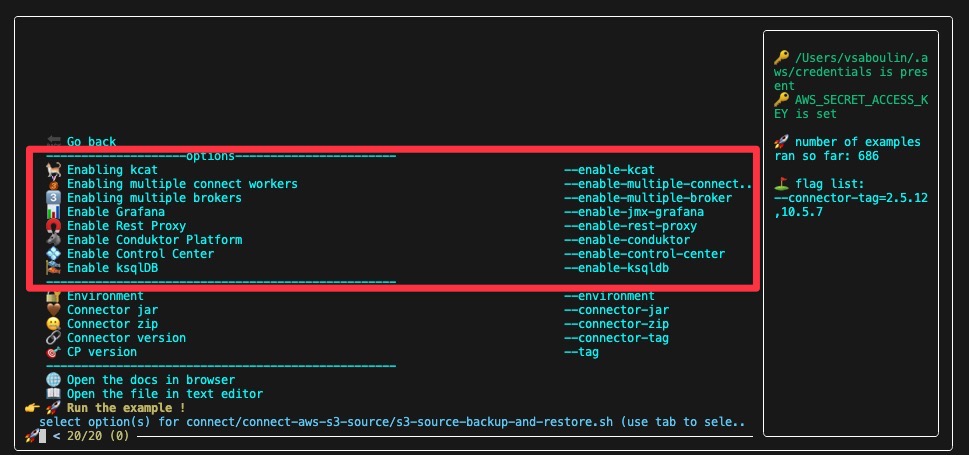 Go back
--------------------options-----------------------
Enabling kcat --enable-kcat
Enabling multiple connect workers --enable-multiple-connect..
Enabling multiple brokers --enable-multiple-broker
Enable Grafana --enable-jmx-grafana
Enable Rest Proxy --enable-rest-proxy
Enable Conduktor Platform --enable-conduktor
Enable Control Center --enable-control-center
Enable ksqlDB --enable-ksqldb
--------------------------------------------------
Environment --environment
Connector jar --connector-jar
Connector zip --connector-zip
Connector version --connector-tag
CP version --tag
--------------------------------------------------
Open the docs in browser
Open the file in text editor
Run the example !
select option(s) for connect/connect-aws-s3-source/s3-source-backup-and-restore.sh (use tab to sele..
< 20/20 (0)
/Users/vsaboulin/.a
ws/credentials is pres
ent
AWS_SECRET_ACCESS_K
EY is set
number of examples
ran so far: 686
flag list:
--connector-tag=2.5.12
,10.5.7